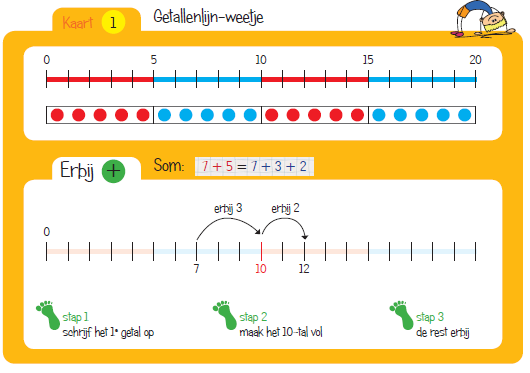 Kaart 1
Getallenlijn-weetje
0 5 10 15 20
Erbij +
Som: 7 + 5 = 7 + 3 + 2
erbij 3 erbij 2
0
7 10 12
stap 1
schrijf het 1e getal op
stap 2
maak het 10-tal vol
stap 3
de rest erbij